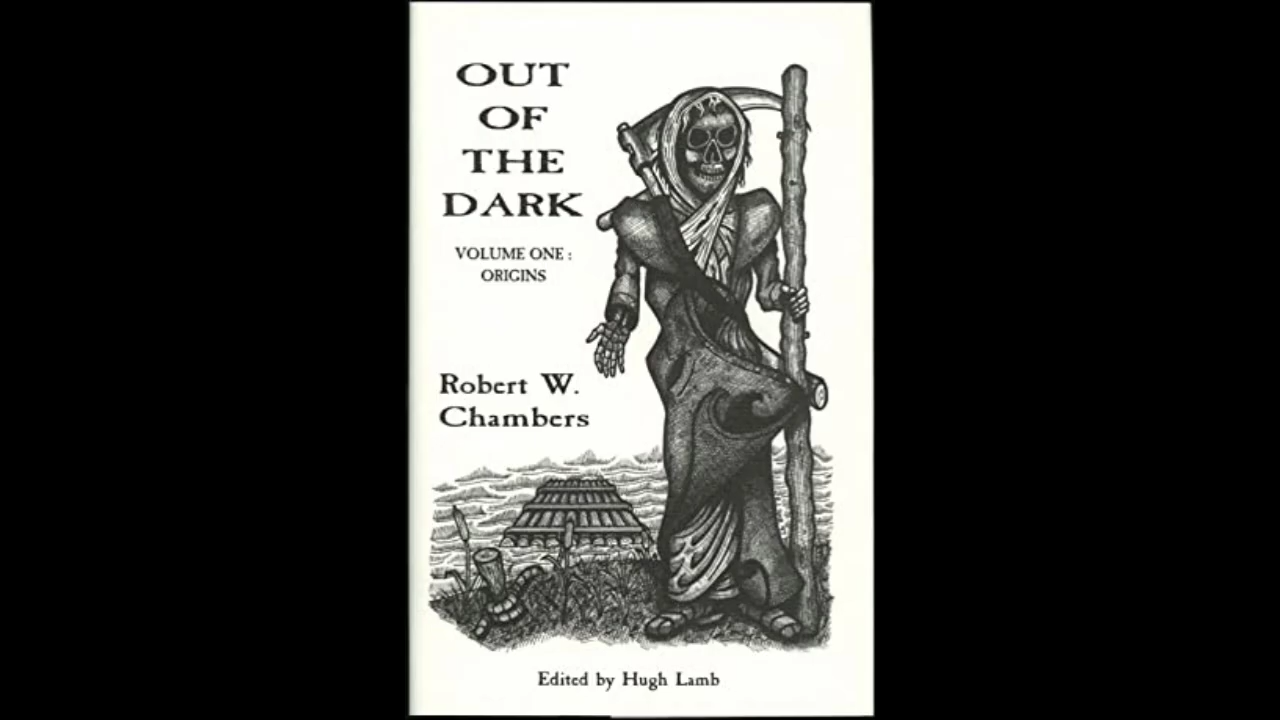 OUT
OF
THE
DARK
VOLUME ONE :
ORIGINS
Robert W.
Chambers
Edited by Hugh Lamb